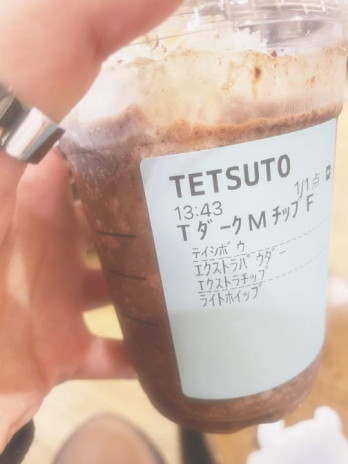 TETSUTO
13:43 1/1点
TダークMチップF
テイシボウ
エクストラパウダー
エクストラチップ
ライトホイップ